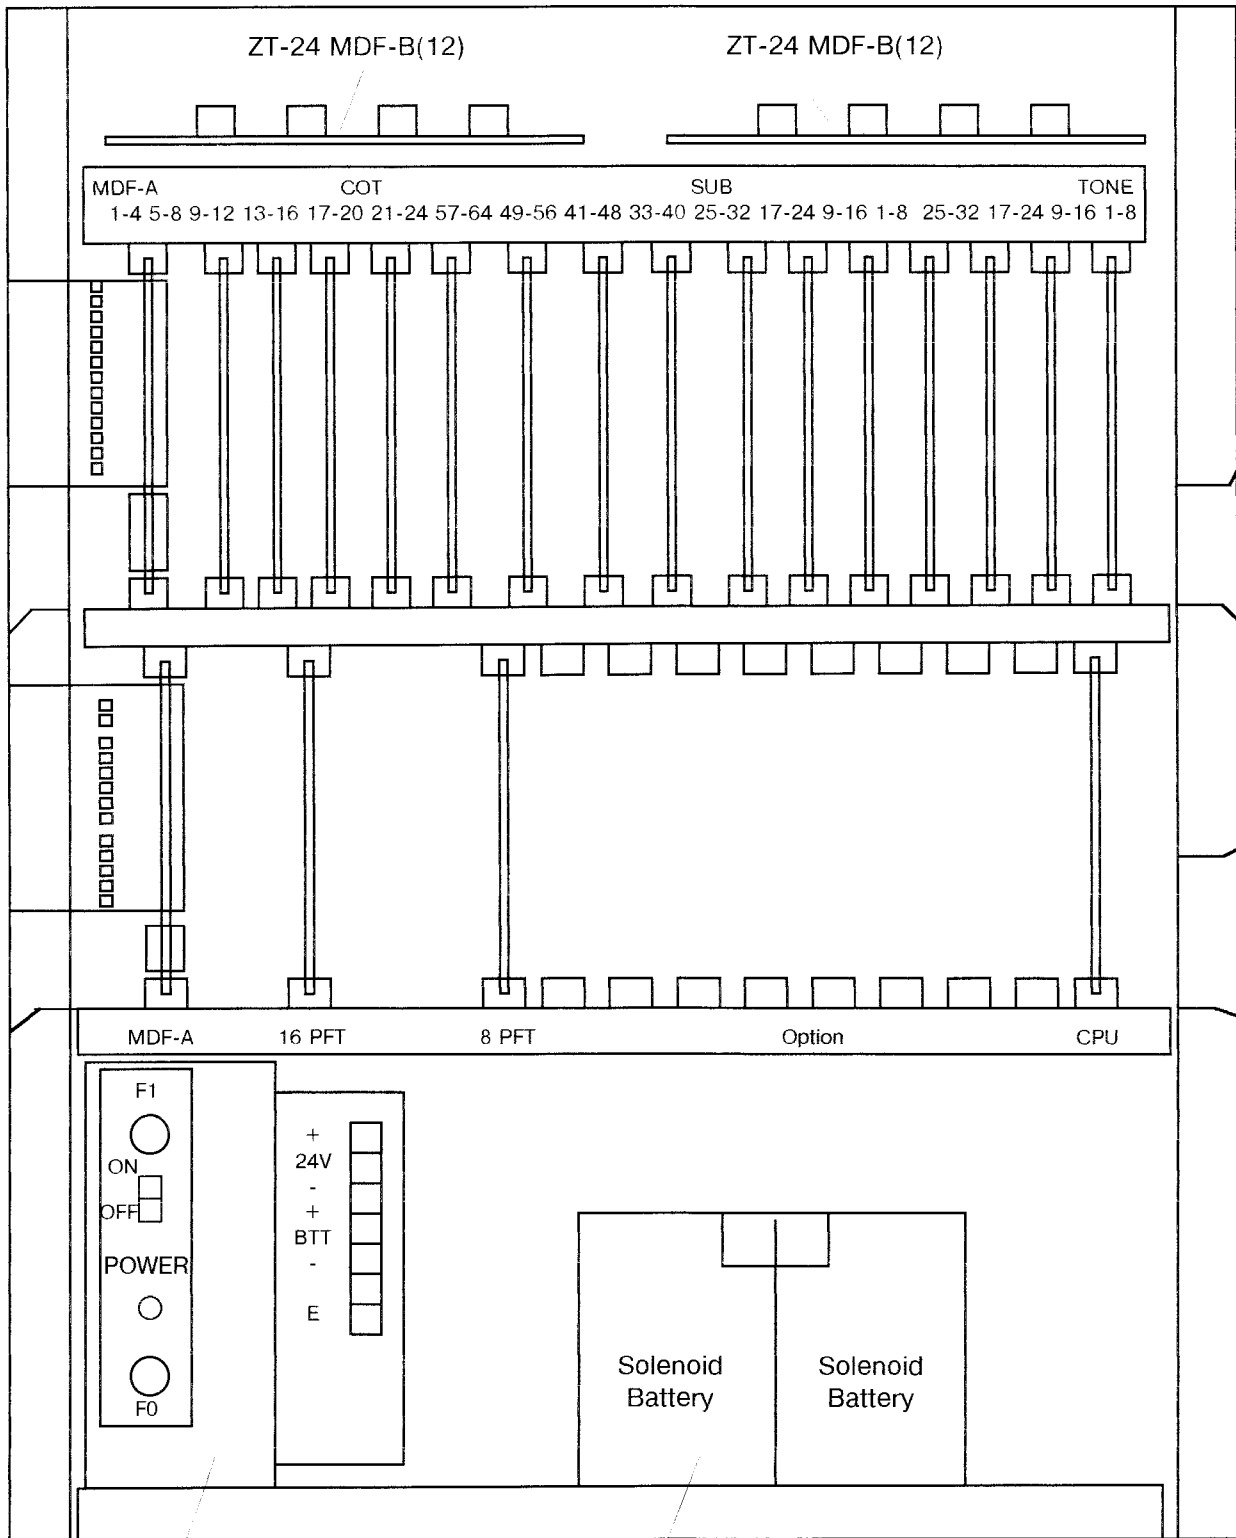 ZT-24 MDF-B(12) ZT-24 MDF-B(12)
MDF-A COT SUB TONE
1-4 5-8 9-12 13-16 17-20 21-24 57-64 49-56 41-48 33-40 25-32 17-24 9-16 1-8 25-32 17-24 9-16 1-8
MDF-A 16 PFT 8 PFT Option CPU
F1
ON
OFF
POWER
F0
+
24V
-
+
BTT
-
E
Solenoid
Battery
Solenoid
Battery